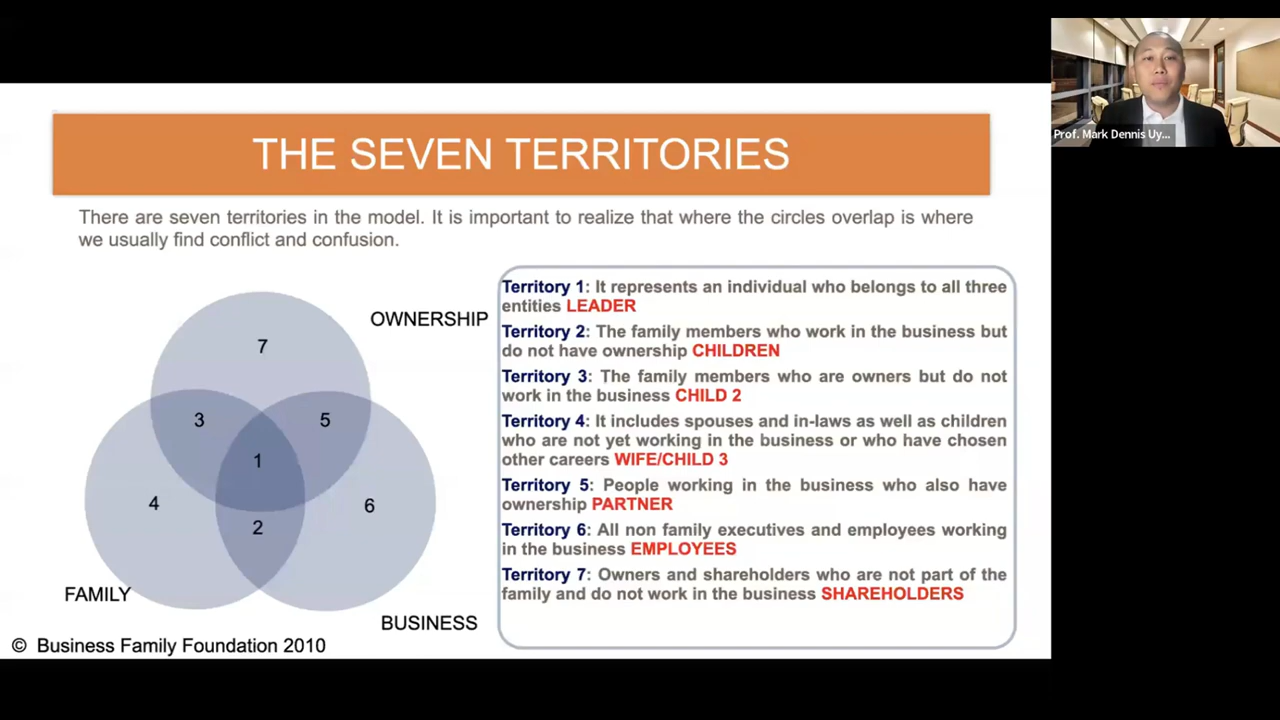 Prof. Mark Dennis Uy...
THE SEVEN TERRITORIES
There are seven territories in the model. It is important to realize that where the circles overlap is where
we usually find conflict and confusion.
OWNERSHIP
7
3
5
1
4
6
2
FAMILY
BUSINESS
Territory 1: It represents an individual who belongs to all three
entities LEADER
Territory 2: The family members who work in the business but
do not have ownership CHILDREN
Territory 3: The family members who are owners but do not
work in the business CHILD 2
Territory 4: It includes spouses and in-laws as well as children
who are not yet working in the business or who have chosen
other careers WIFE/CHILD 3
Territory 5: People working in the business who also have
ownership PARTNER
Territory 6: All non family executives and employees working
in the business EMPLOYEES
Territory 7: Owners and shareholders who are not part of the
family and do not work in the business SHAREHOLDERS
© Business Family Foundation 2010